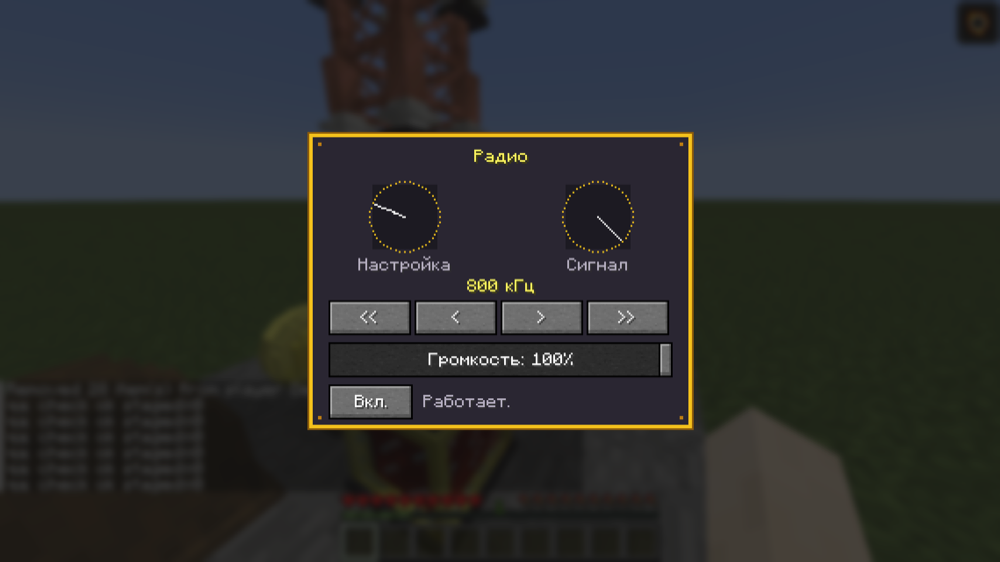 Радио
Настройка
Сигнал
800 кГц
<<
<
>
>>
Громкость: 100%
Вкл.
Работает.